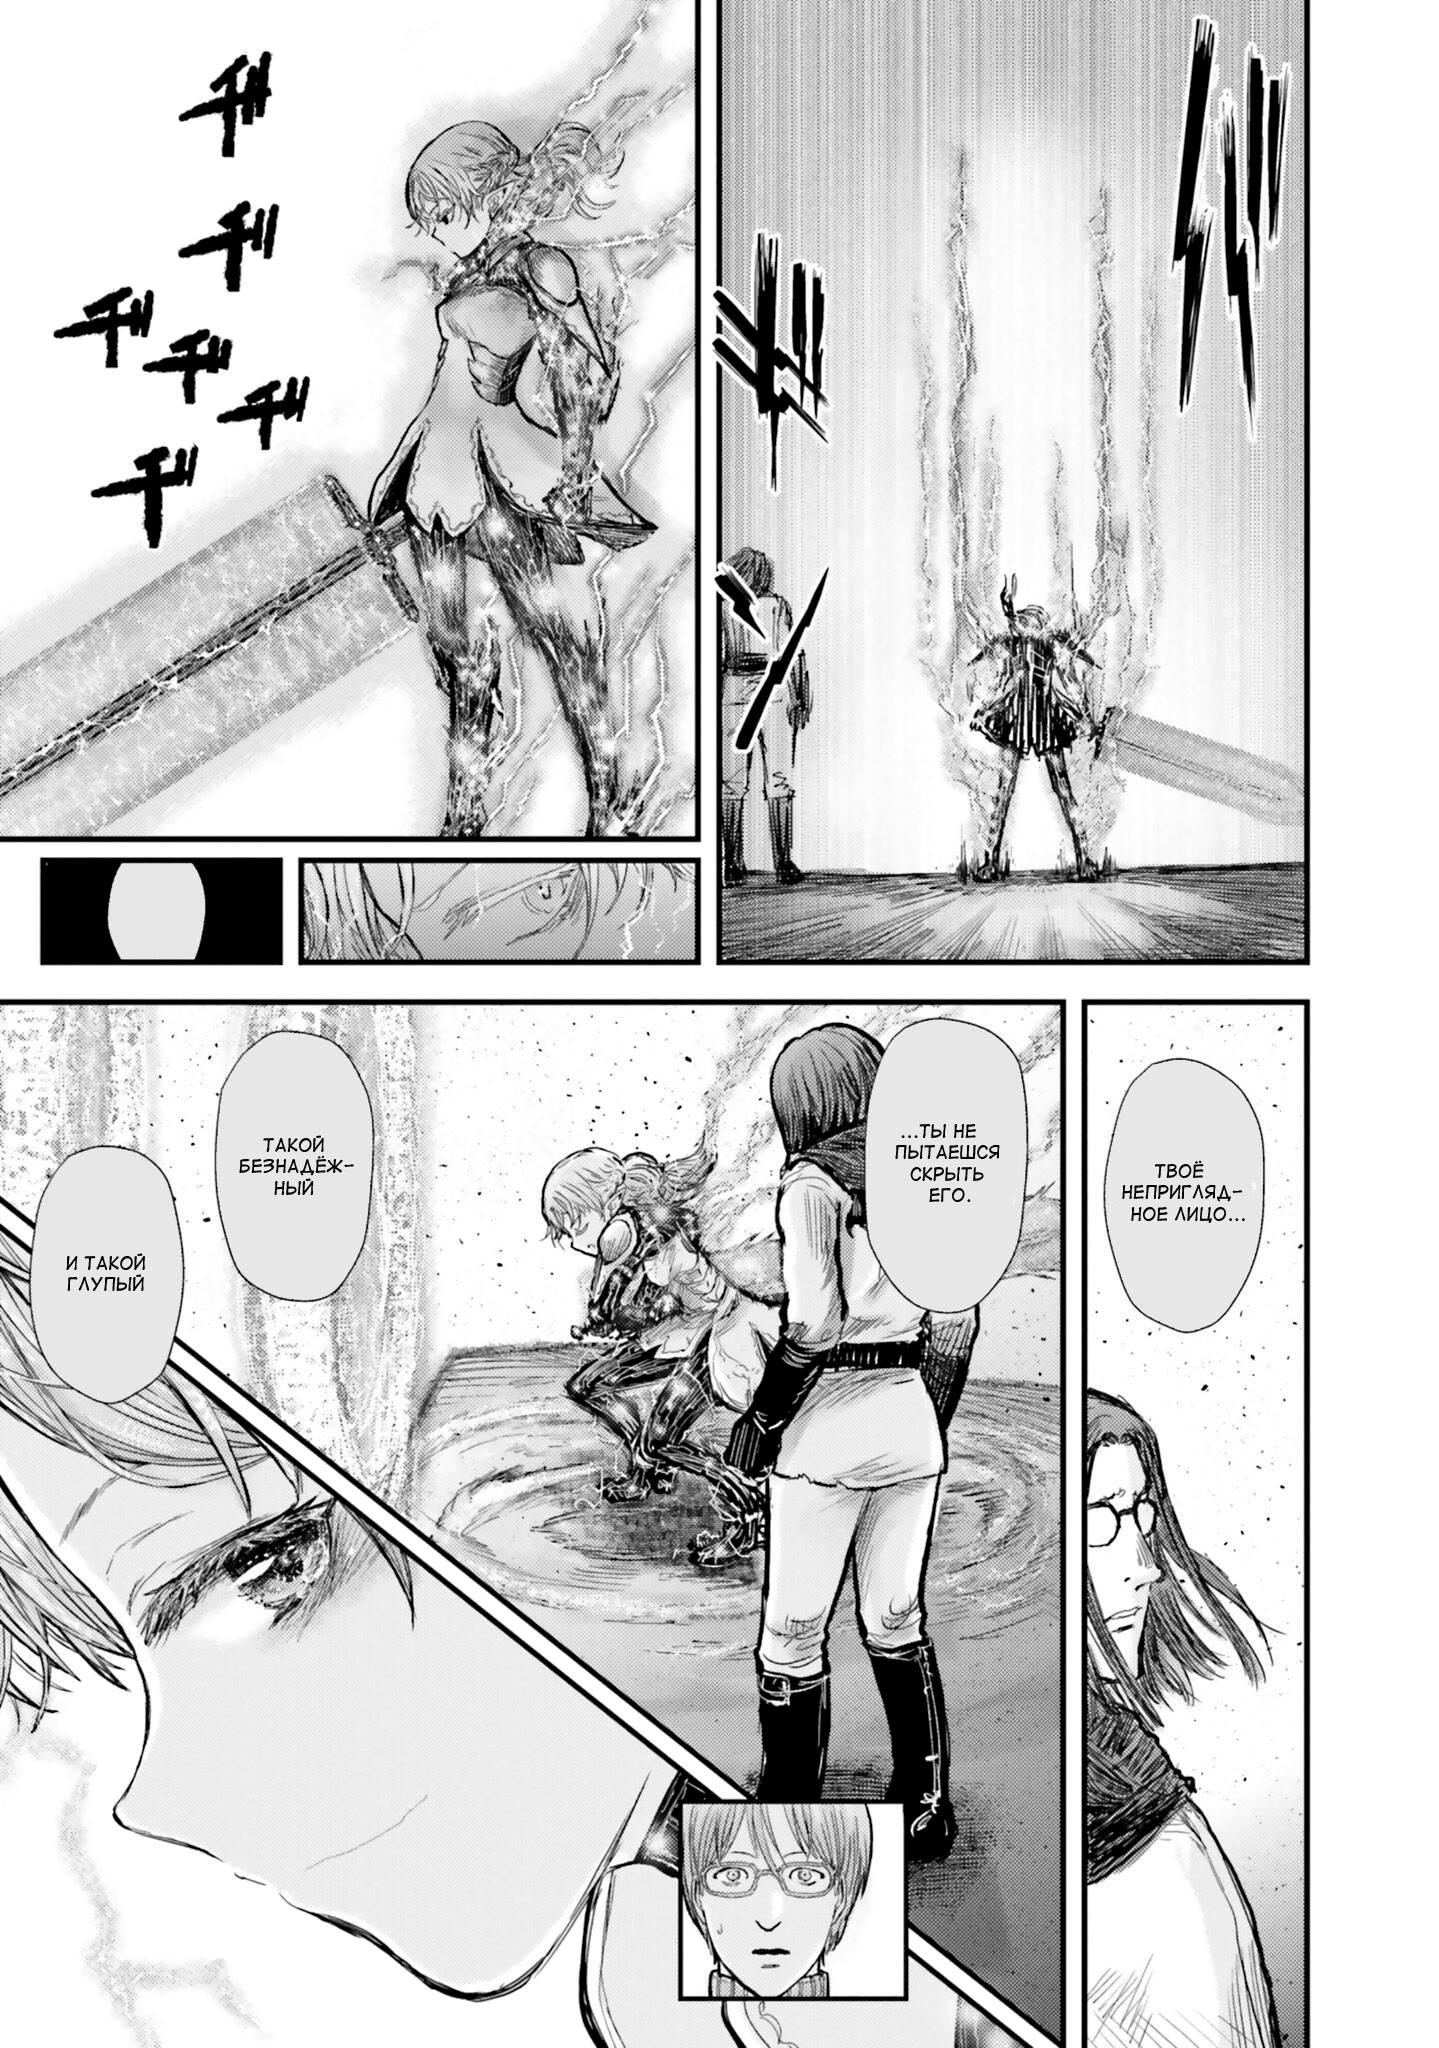 ТВОЁ
НЕПРИГЛЯД-
НОЕ ЛИЦО...
...ТЫ НЕ
ПЫТАЕШСЯ
СКРЫТЬ
ЕГО.
ТАКОЙ
БЕЗНАДЁЖ-
НЫЙ
И ТАКОЙ
ГЛУПЫЙ